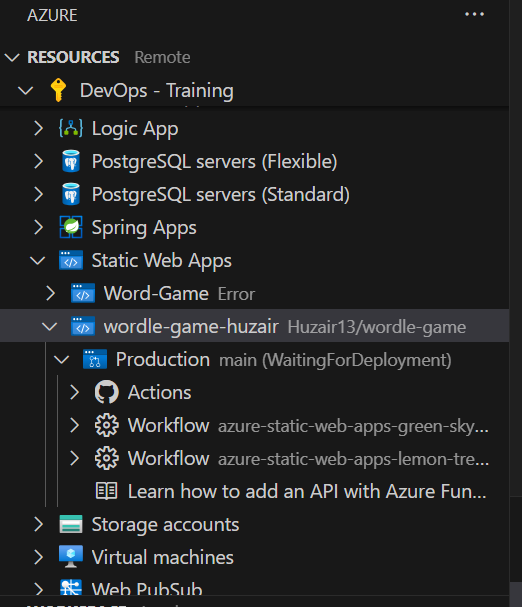 AZURE
RESOURCES Remote
DevOps - Training
Logic App
PostgreSQL servers (Flexible)
PostgreSQL servers (Standard)
Spring Apps
Static Web Apps
Word-Game Error
wordle-game-huzair Huzair13/wordle-game
Production main (WaitingForDeployment)
Actions
Workflow azure-static-web-apps-green-sky...
Workflow azure-static-web-apps-lemon-tre...
Learn how to add an API with Azure Fun...
Storage accounts
Virtual machines
Web PubSub